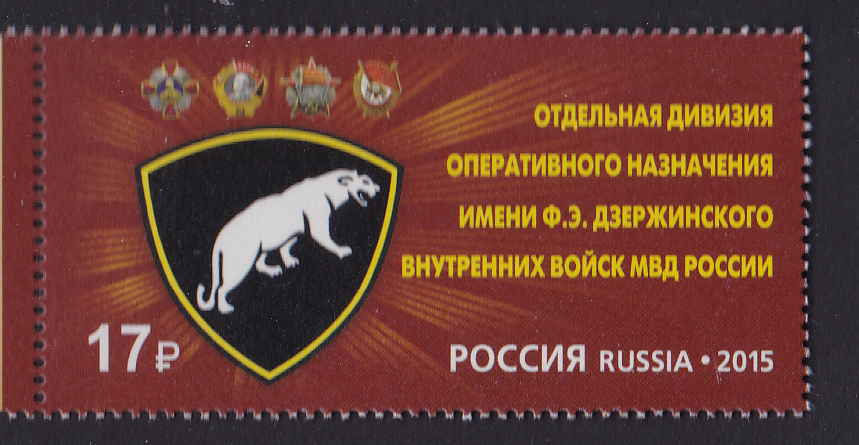 ОТДЕЛЬНАЯ ДИВИЗИЯ
ОПЕРАТИВНОГО НАЗНАЧЕНИЯ
ИМЕНИ Ф.Э. ДЗЕРЖИНСКОГО
ВНУТРЕННИХ ВОЙСК МВД РОССИИ
17₽
РОССИЯ RUSSIA • 2015